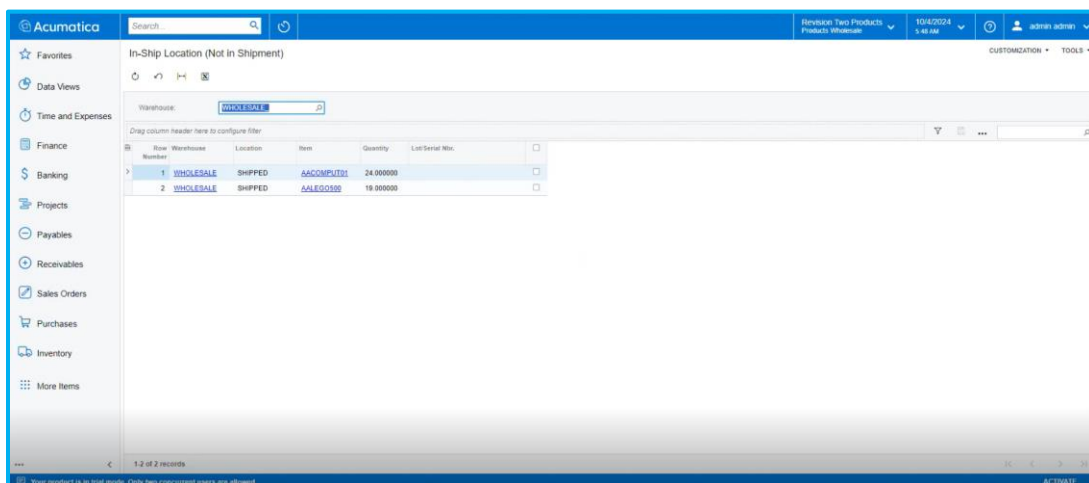 Acumatica
Search...
Revision Two Products
Products Wholesale
10/4/2024
5:48 AM
admin admin
Favorites
Data Views
Time and Expenses
Finance
Banking
Projects
Payables
Receivables
Sales Orders
Purchases
Inventory
More Items
In-Ship Location (Not in Shipment)
CUSTOMIZATION TOOLS
Warehouse: WHOLESALE
Drag column header here to configure filter
Row Number Warehouse Location Item Quantity Lot/Serial Nbr.
1 WHOLESALE SHIPPED AACOMPUT01 24.000000
2 WHOLESALE SHIPPED AALEGO500 19.000000
1-2 of 2 records
Your product is in trial mode. Only two concurrent users are allowed.
ACTIVATE